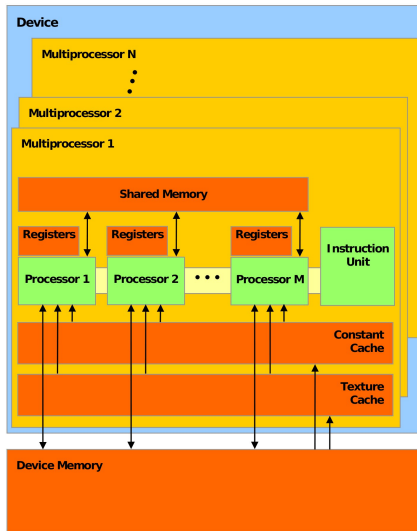 Device
Multiprocessor N
Multiprocessor 2
Multiprocessor 1
Shared Memory
Registers
Registers
Registers
Instruction
Unit
Processor 1
Processor 2
Processor M
Constant
Cache
Texture
Cache
Device Memory